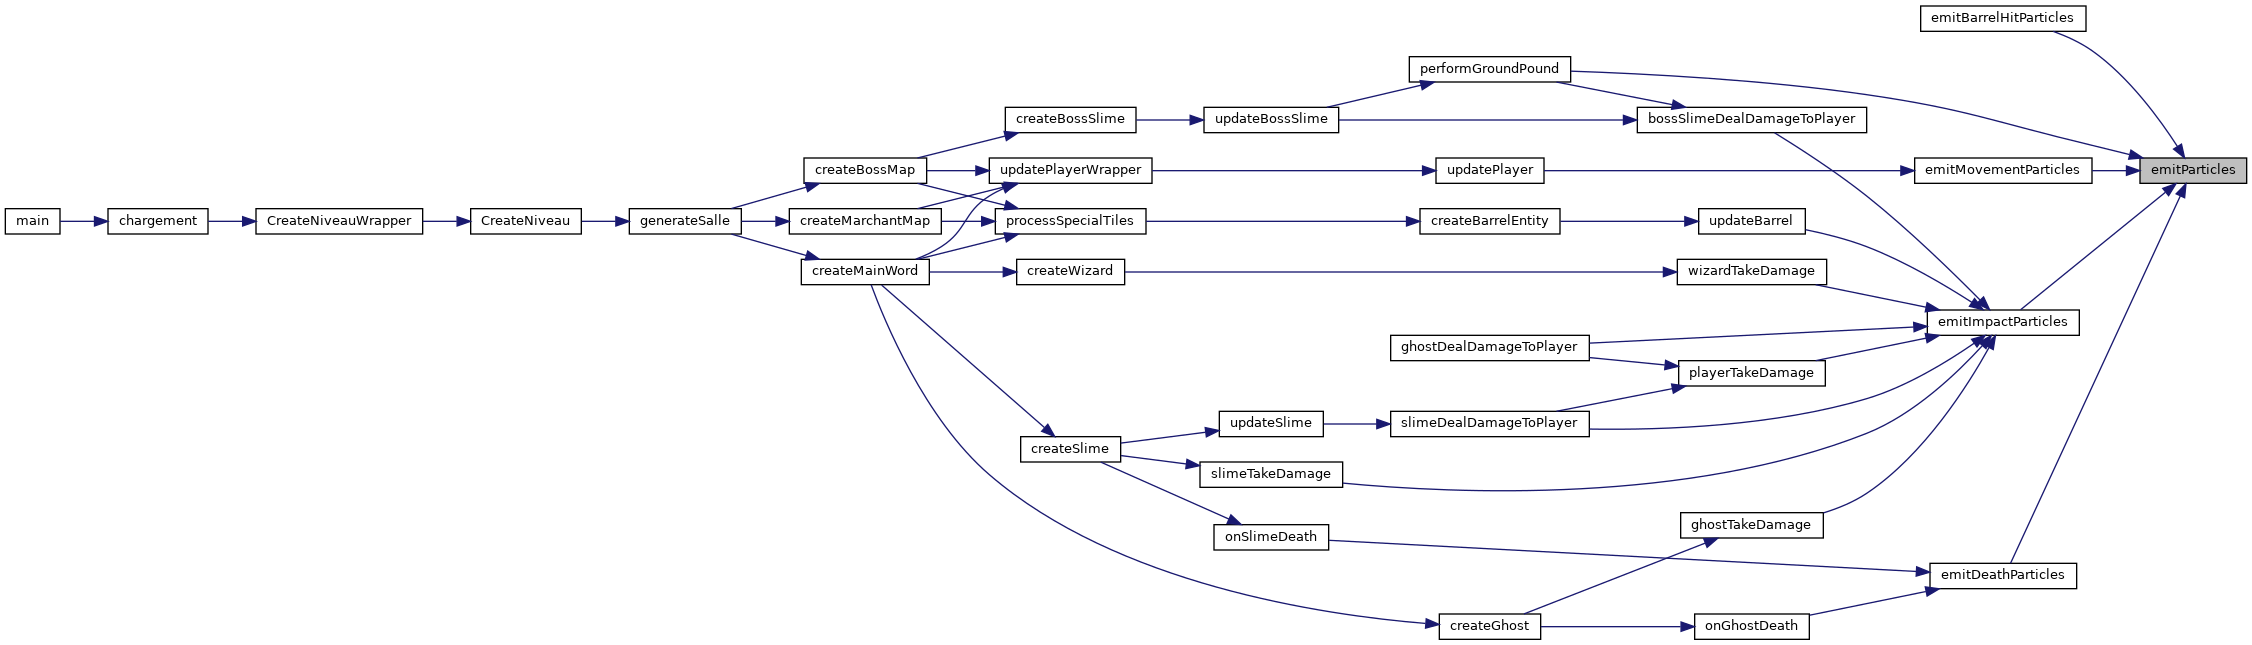 emitBarrelHitParticles
performGroundPound
createBossSlime
updateBossSlime
bossSlimeDealDamageToPlayer
createBossMap
updatePlayerWrapper
updatePlayer
emitMovementParticles
emitParticles
main
chargement
CreateNiveauWrapper
CreateNiveau
generateSalle
createMarchantMap
processSpecialTiles
createBarrelEntity
updateBarrel
createMainWord
createWizard
wizardTakeDamage
emitImpactParticles
ghostDealDamageToPlayer
playerTakeDamage
updateSlime
slimeDealDamageToPlayer
createSlime
slimeTakeDamage
ghostTakeDamage
onSlimeDeath
emitDeathParticles
createGhost
onGhostDeath